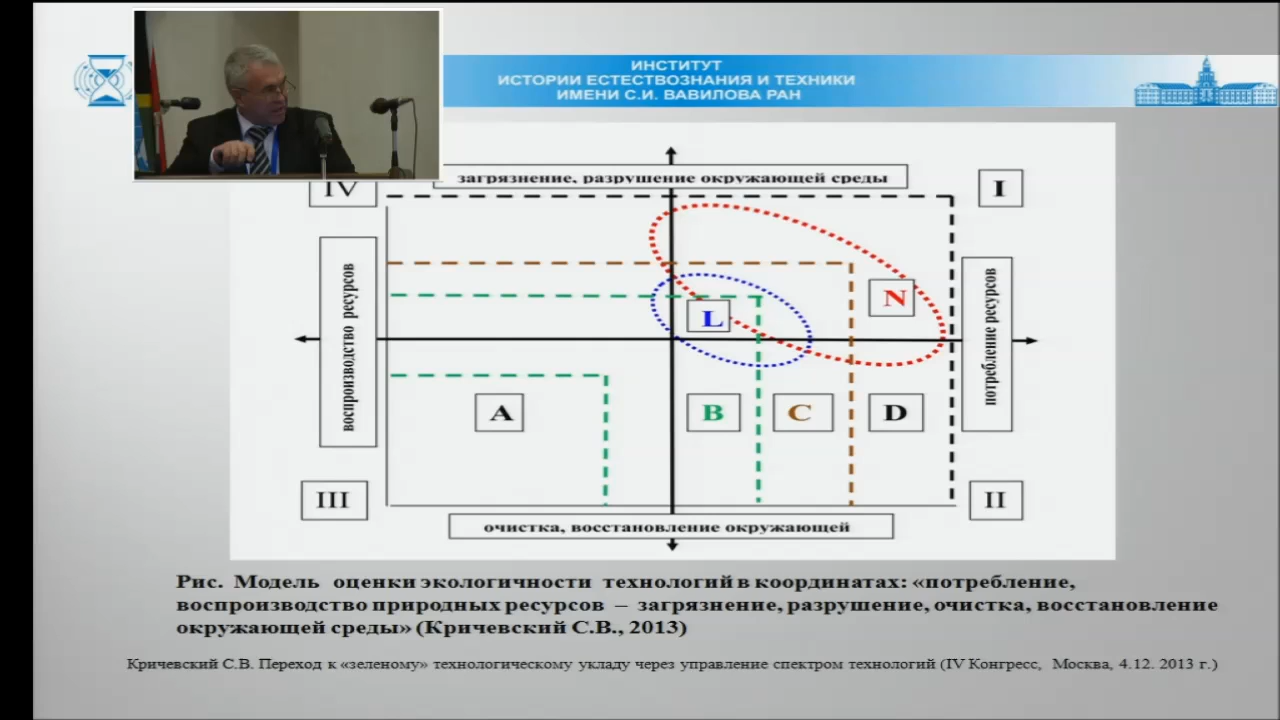 ИНСТИТУТ
ИСТОРИИ ЕСТЕСТВОЗНАНИЯ И ТЕХНИКИ
ИМЕНИ С.И. ВАВИЛОВА РАН
загрязнение, разрушение окружающей среды
IV
I
воспроизводство ресурсов
потребление ресурсов
N
L
A
B
C
D
III
II
очистка, восстановление окружающей
Рис. Модель оценки экологичности технологий в координатах: «потребление,
воспроизводство природных ресурсов – загрязнение, разрушение, очистка, восстановление
окружающей среды» (Кричевский С.В., 2013)
Кричевский С.В. Переход к «зеленому» технологическому укладу через управление спектром технологий (IV Конгресс, Москва, 4.12. 2013 г.)